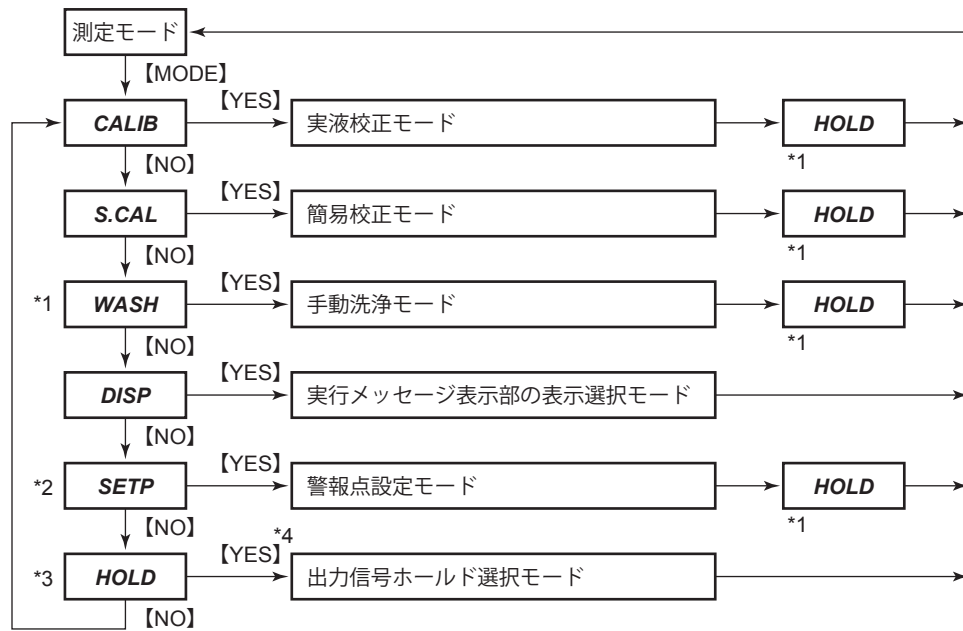 測定モード
【MODE】
CALIB 【YES】 実液校正モード HOLD
*1
【NO】
S.CAL 【YES】 簡易校正モード HOLD
*1
【NO】
*1 WASH 【YES】 手動洗浄モード HOLD
*1
【NO】
DISP 【YES】 実行メッセージ表示部の表示選択モード
【NO】
*2 SETP 【YES】 警報点設定モード HOLD
*1
【NO】
*3 HOLD 【YES】 *4 出力信号ホールド選択モード
【NO】